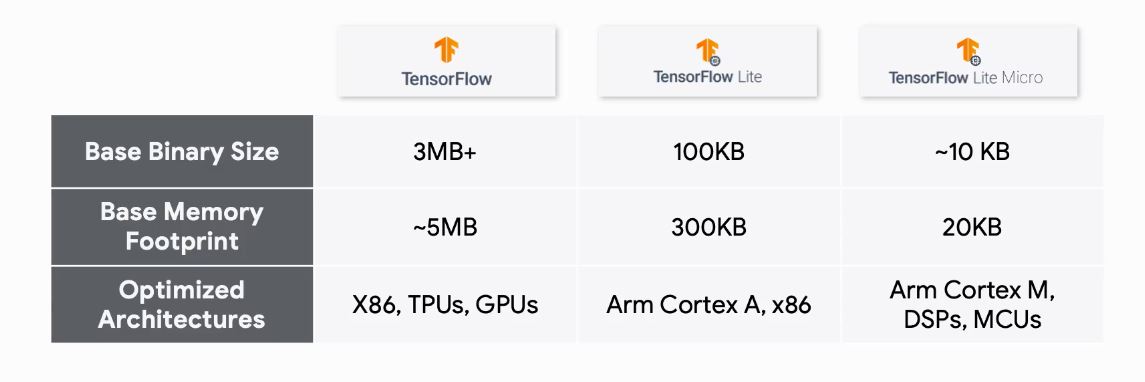 TensorFlow
TensorFlow Lite
TensorFlow Lite Micro
Base Binary Size
3MB+
100KB
~10 KB
Base Memory
Footprint
~5MB
300KB
20KB
Optimized
Architectures
X86, TPUs, GPUs
Arm Cortex A, x86
Arm Cortex M,
DSPs, MCUs